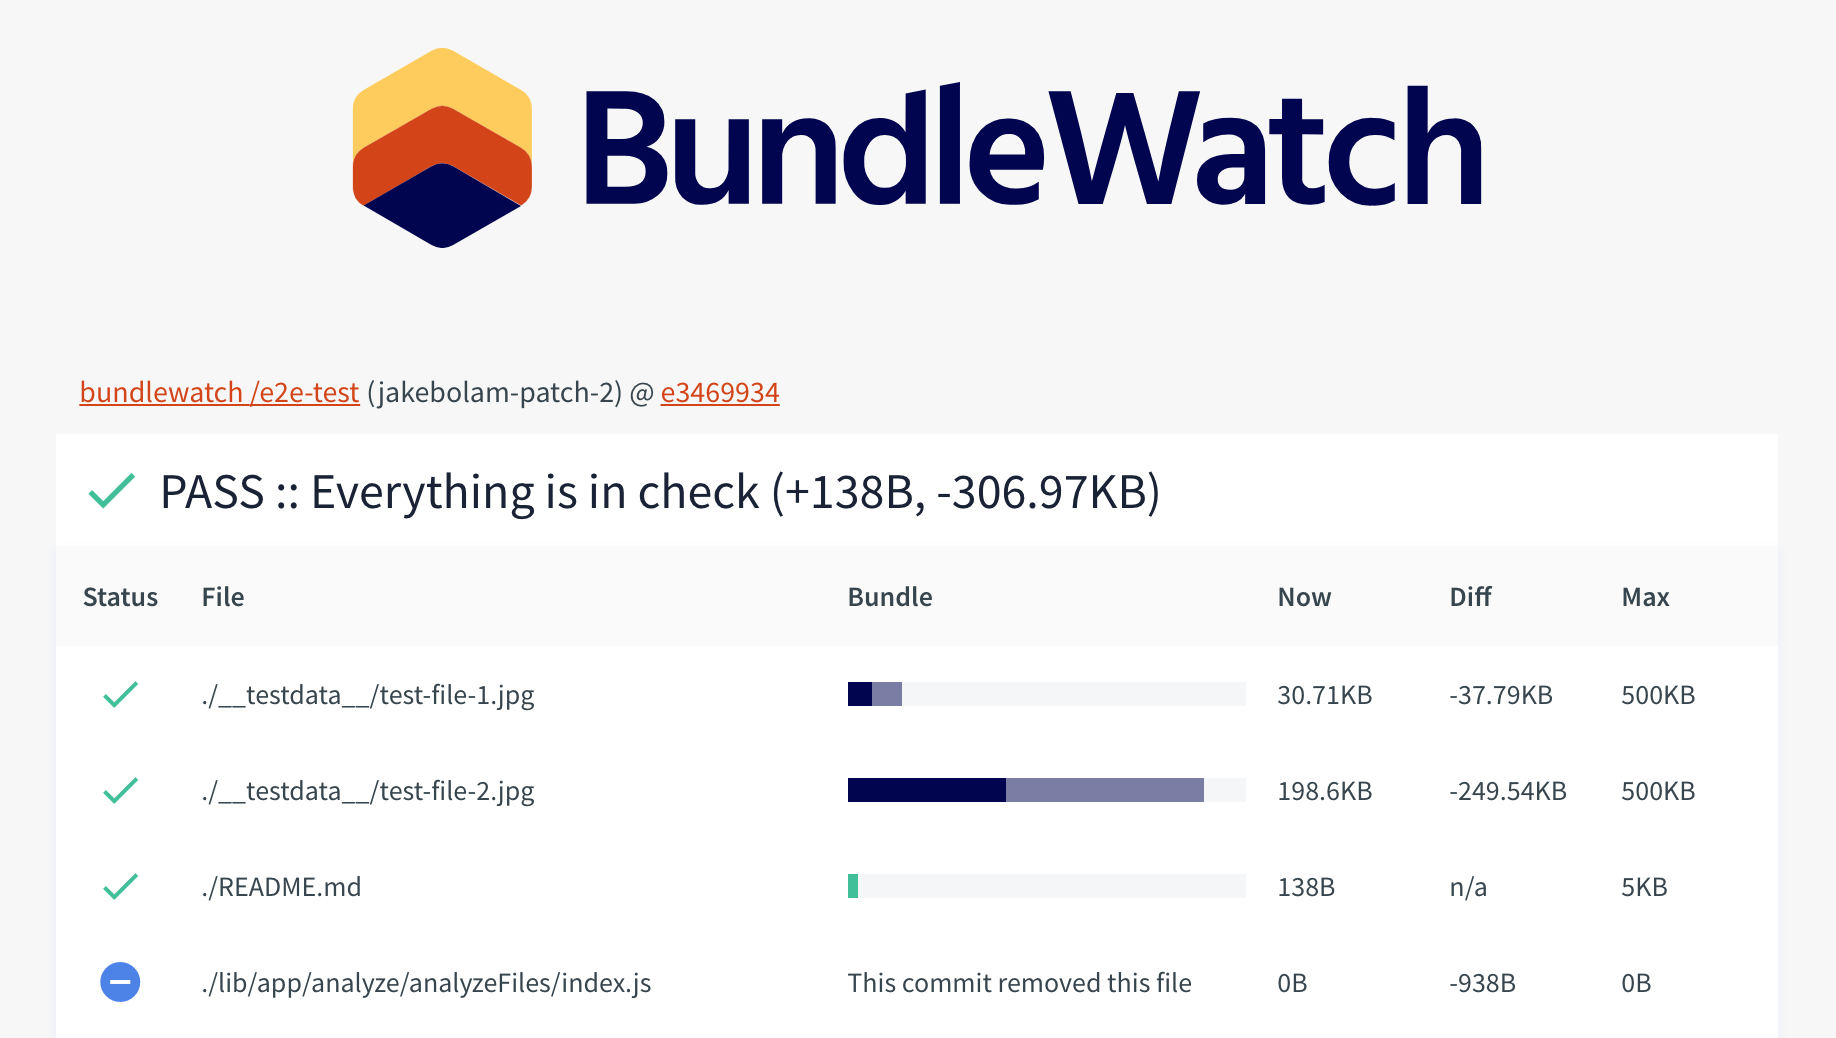 BundleWatch
bundlewatch /e2e-test (jakebolam-patch-2) @ e3469934
PASS :: Everything is in check (+138B, -306.97KB)
Status File Bundle Now Diff Max
./__testdata__/test-file-1.jpg 30.71KB -37.79KB 500KB
./__testdata__/test-file-2.jpg 198.6KB -249.54KB 500KB
./README.md 138B n/a 5KB
./lib/app/analyze/analyzeFiles/index.js This commit removed this file 0B -938B 0B